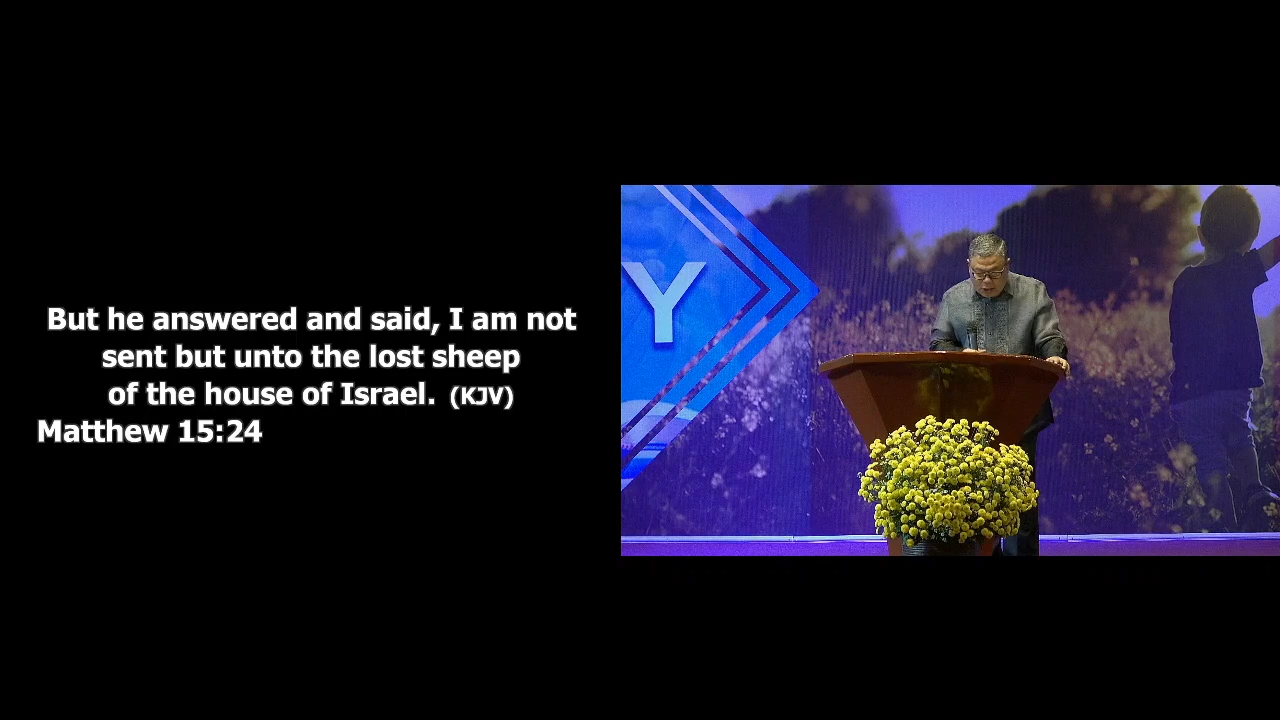 But he answered and said, I am not
sent but unto the lost sheep
of the house of Israel. (KJV)
Matthew 15:24
Y